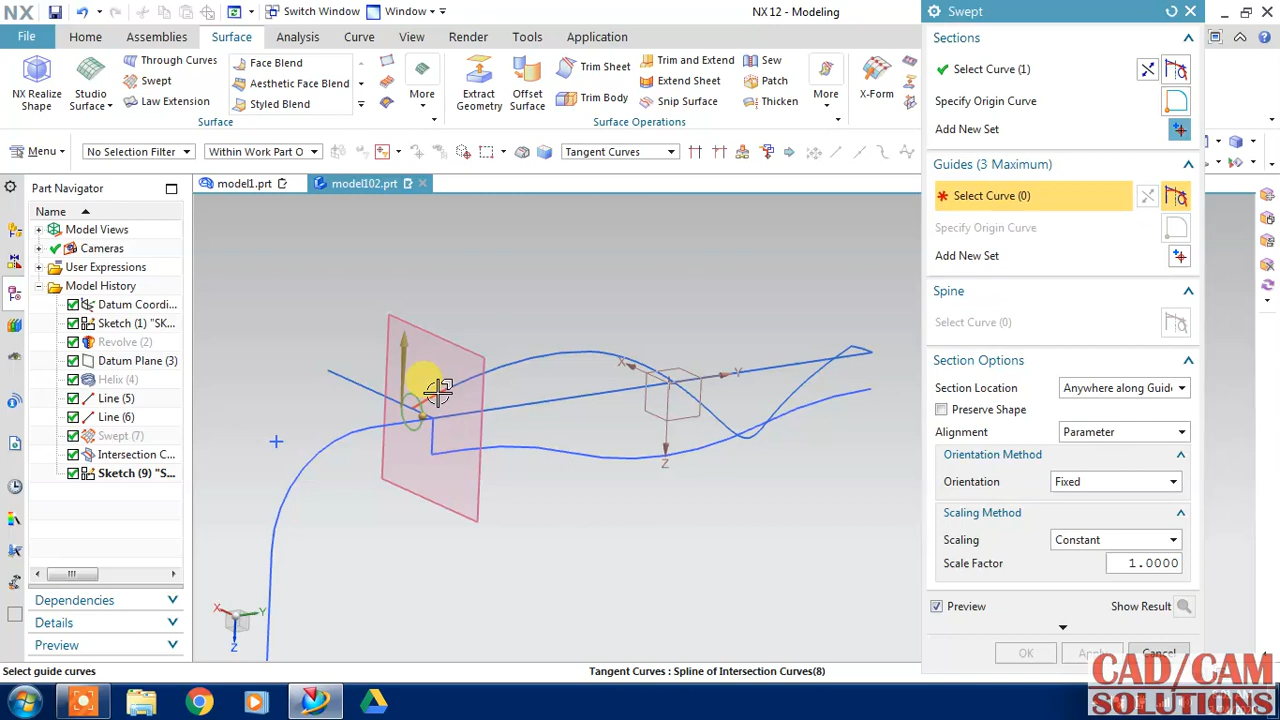 NX
Switch Window
Window
NX 12 - Modeling
File
Home
Assemblies
Surface
Analysis
Curve
View
Render
Tools
Application
NX Realize
Shape
Studio
Surface
Through Curves
Swept
Law Extension
Face Blend
Aesthetic Face Blend
Styled Blend
More
Surface
Extract
Geometry
Offset
Surface
Trim Sheet
Trim Body
Trim and Extend
Extend Sheet
Snip Surface
Sew
Patch
Thicken
More
Surface Operations
X-Form
Menu
No Selection Filter
Within Work Part O
Tangent Curves
Part Navigator
model1.prt
model102.prt
Name
Model Views
Cameras
User Expressions
Model History
Datum Coordi...
Sketch (1) "SK...
Revolve (2)
Datum Plane (3)
Helix (4)
Line (5)
Line (6)
Swept (7)
Intersection C...
Sketch (9) "S...
Dependencies
Details
Preview
X
Y
Z
X
Y
Z
Swept
Sections
Select Curve (1)
Specify Origin Curve
Add New Set
Guides (3 Maximum)
Select Curve (0)
Specify Origin Curve
Add New Set
Spine
Select Curve (0)
Section Options
Section Location
Anywhere along Guid
Preserve Shape
Alignment
Parameter
Orientation Method
Orientation
Fixed
Scaling Method
Scaling
Constant
Scale Factor
1.0000
Preview
Show Result
OK
Cancel
Select guide curves
Tangent Curves : Spline of Intersection Curves(8)
CAD/CAM
SOLUTIONS